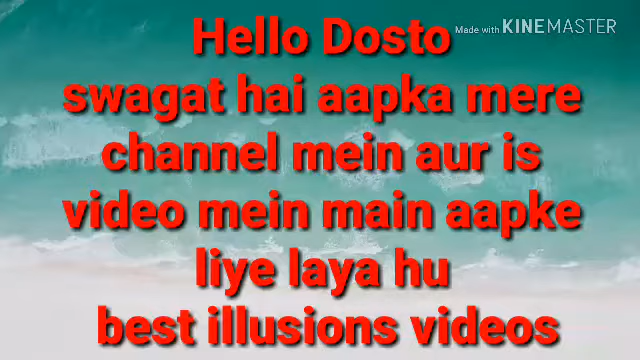 Made with KINEMASTER
Hello Dosto
swagat hai aapka mere
channel mein aur is
video mein main aapke
liye laya hu
best illusions videos